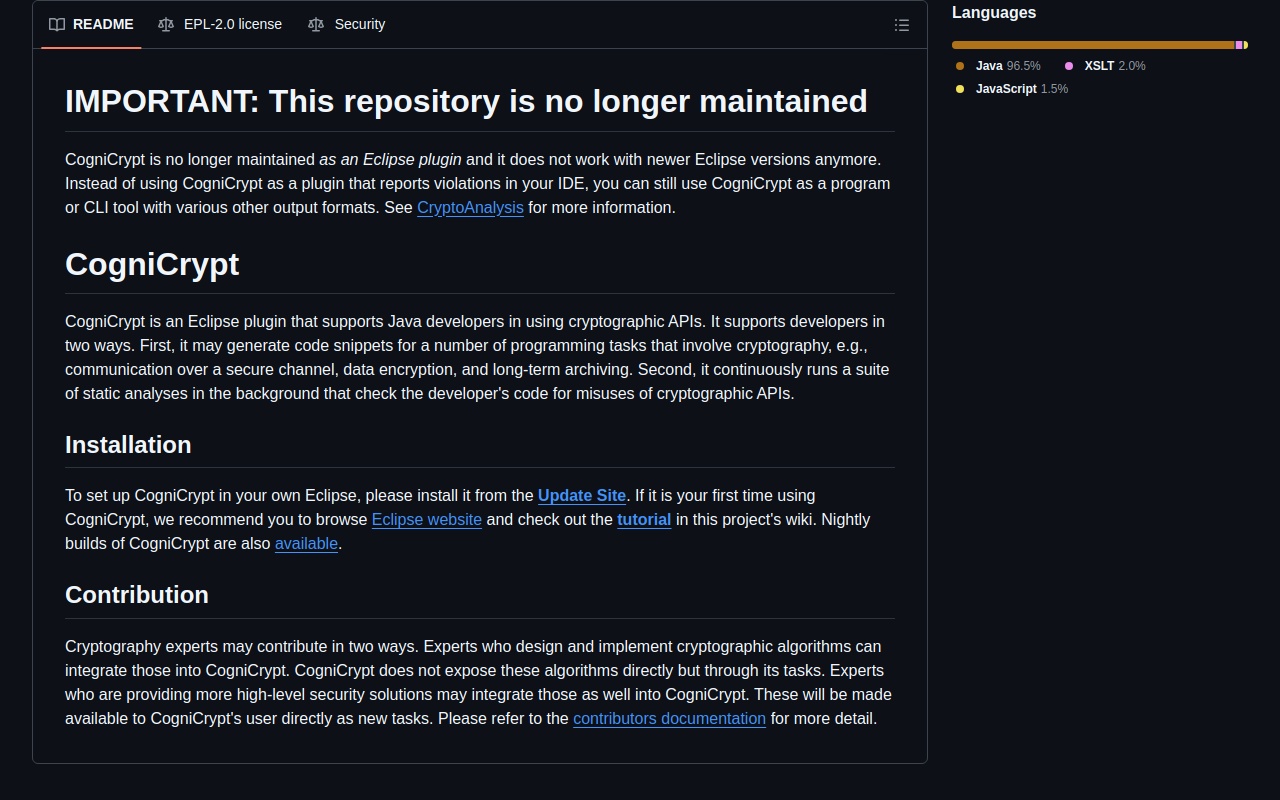 README
EPL-2.0 license
Security
IMPORTANT: This repository is no longer maintained
CogniCrypt is no longer maintained as an Eclipse plugin and it does not work with newer Eclipse versions anymore.
Instead of using CogniCrypt as a plugin that reports violations in your IDE, you can still use CogniCrypt as a program
or CLI tool with various other output formats. See CryptoAnalysis for more information.
CogniCrypt
CogniCrypt is an Eclipse plugin that supports Java developers in using cryptographic APIs. It supports developers in
two ways. First, it may generate code snippets for a number of programming tasks that involve cryptography, e.g.,
communication over a secure channel, data encryption, and long-term archiving. Second, it continuously runs a suite
of static analyses in the background that check the developer's code for misuses of cryptographic APIs.
Installation
To set up CogniCrypt in your own Eclipse, please install it from the Update Site. If it is your first time using
CogniCrypt, we recommend you to browse Eclipse website and check out the tutorial in this project's wiki. Nightly
builds of CogniCrypt are also available.
Contribution
Cryptography experts may contribute in two ways. Experts who design and implement cryptographic algorithms can
integrate those into CogniCrypt. CogniCrypt does not expose these algorithms directly but through its tasks. Experts
who are providing more high-level security solutions may integrate those as well into CogniCrypt. These will be made
available to CogniCrypt's user directly as new tasks. Please refer to the contributors documentation for more detail.
Languages
Java 96.5%
XSLT 2.0%
JavaScript 1.5%